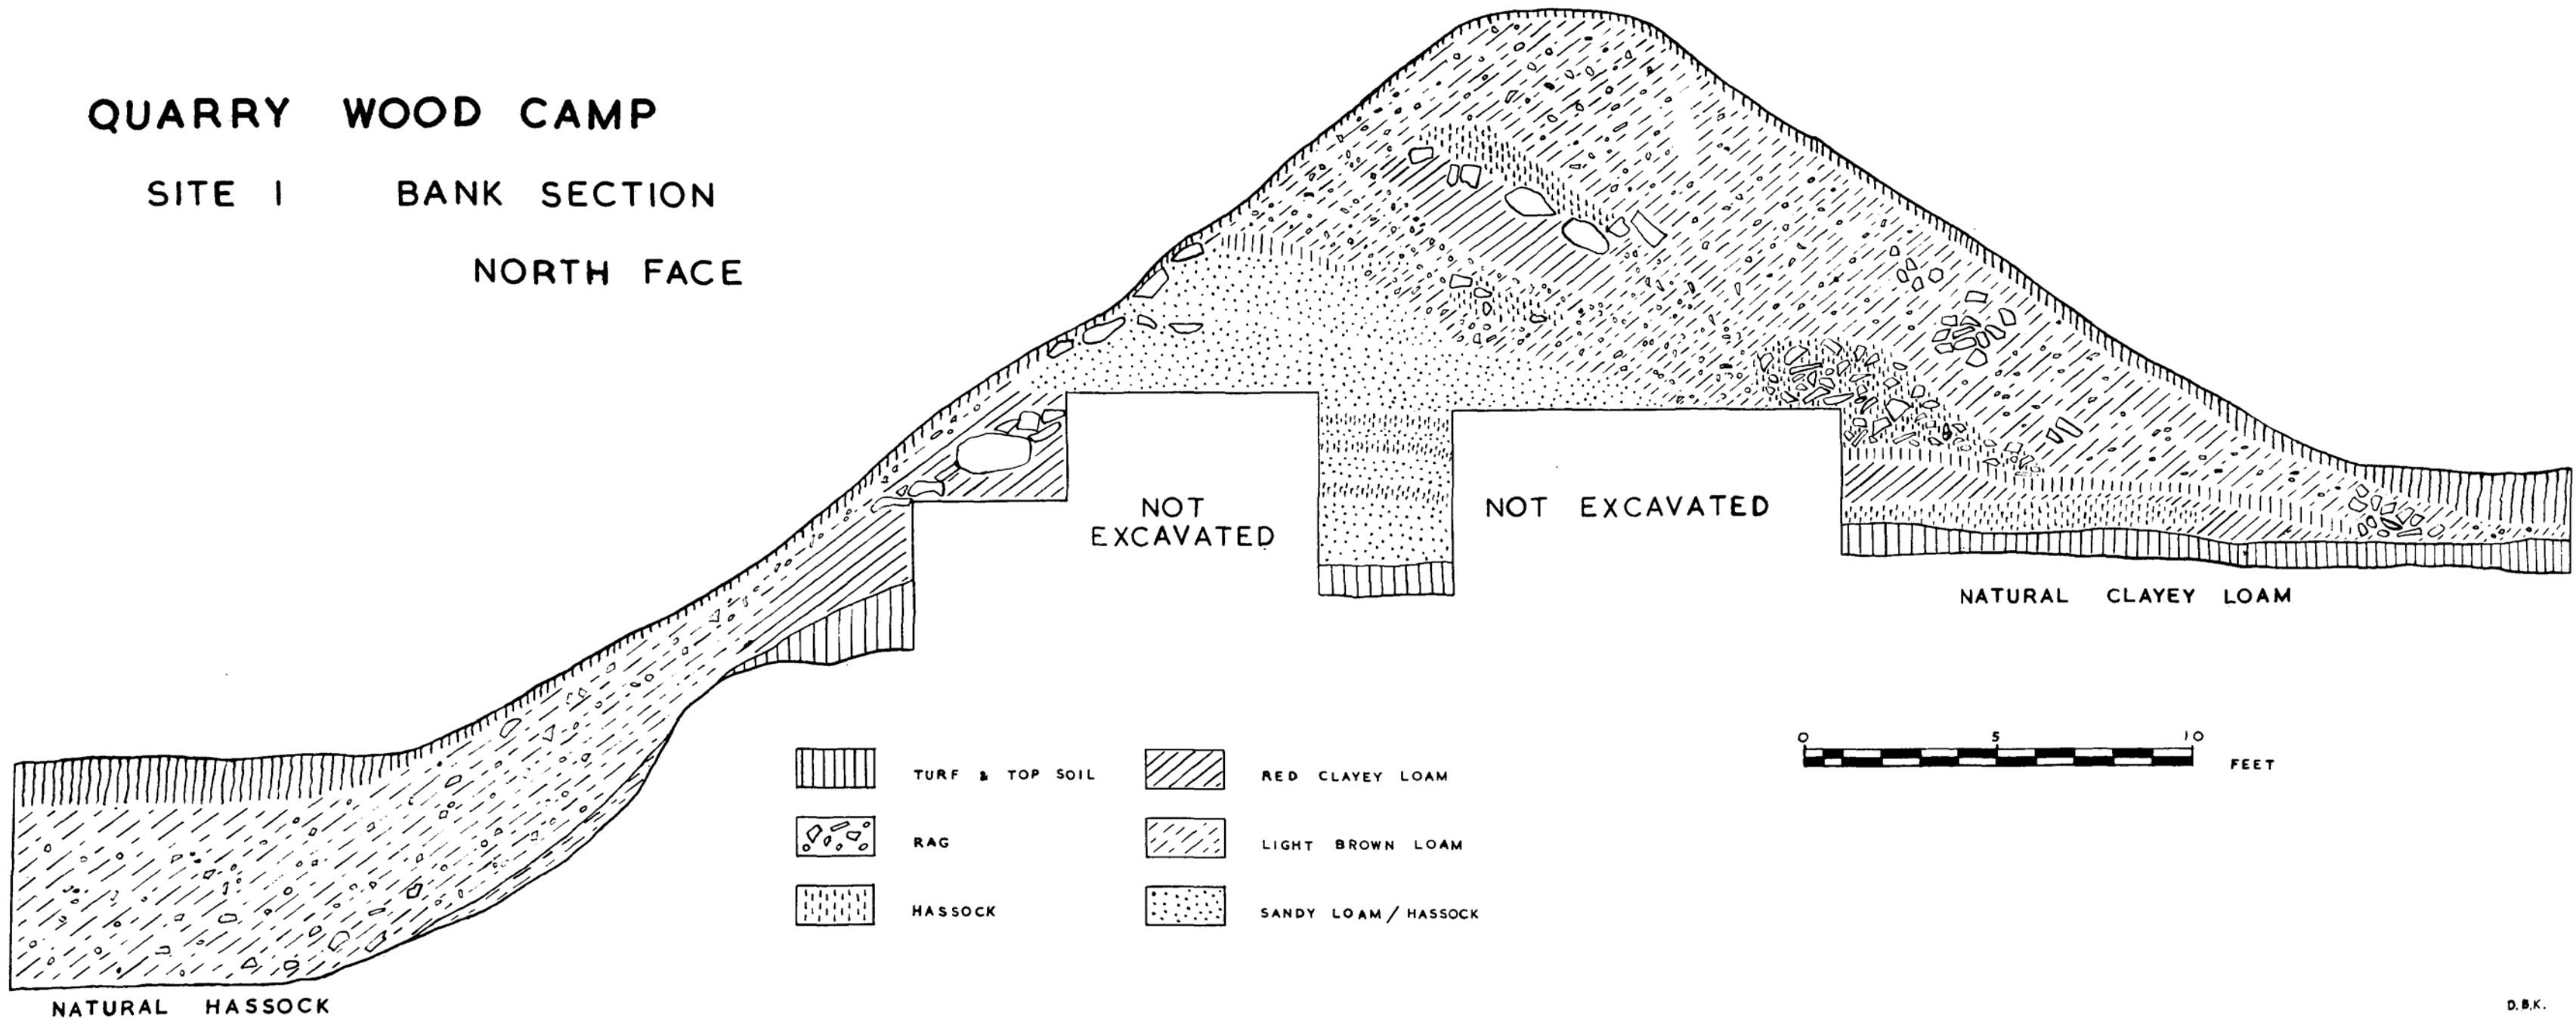 QUARRY WOOD CAMP
SITE I BANK SECTION
NORTH FACE
NOT
EXCAVATED
NOT EXCAVATED
NATURAL CLAYEY LOAM
0 5 10
FEET
TURF & TOP SOIL
RED CLAYEY LOAM
RAG
LIGHT BROWN LOAM
HASSOCK
SANDY LOAM / HASSOCK
NATURAL HASSOCK
D.B.K.